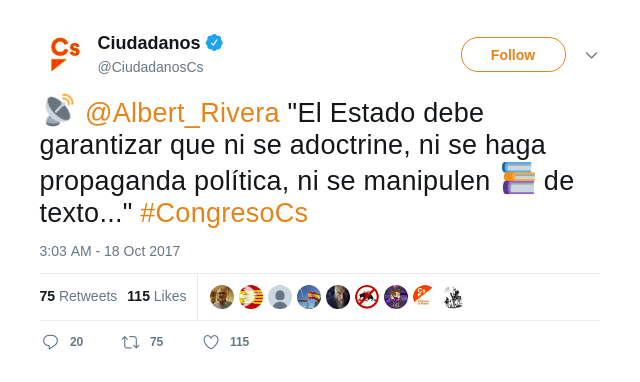 Ciudadanos
@CiudadanosCs
Follow
@Albert_Rivera "El Estado debe
garantizar que ni se adoctrine, ni se haga
propaganda política, ni se manipulen 📚 de
texto..." #CongresoCs
3:03 AM - 18 Oct 2017
75 Retweets 115 Likes
20 75 115